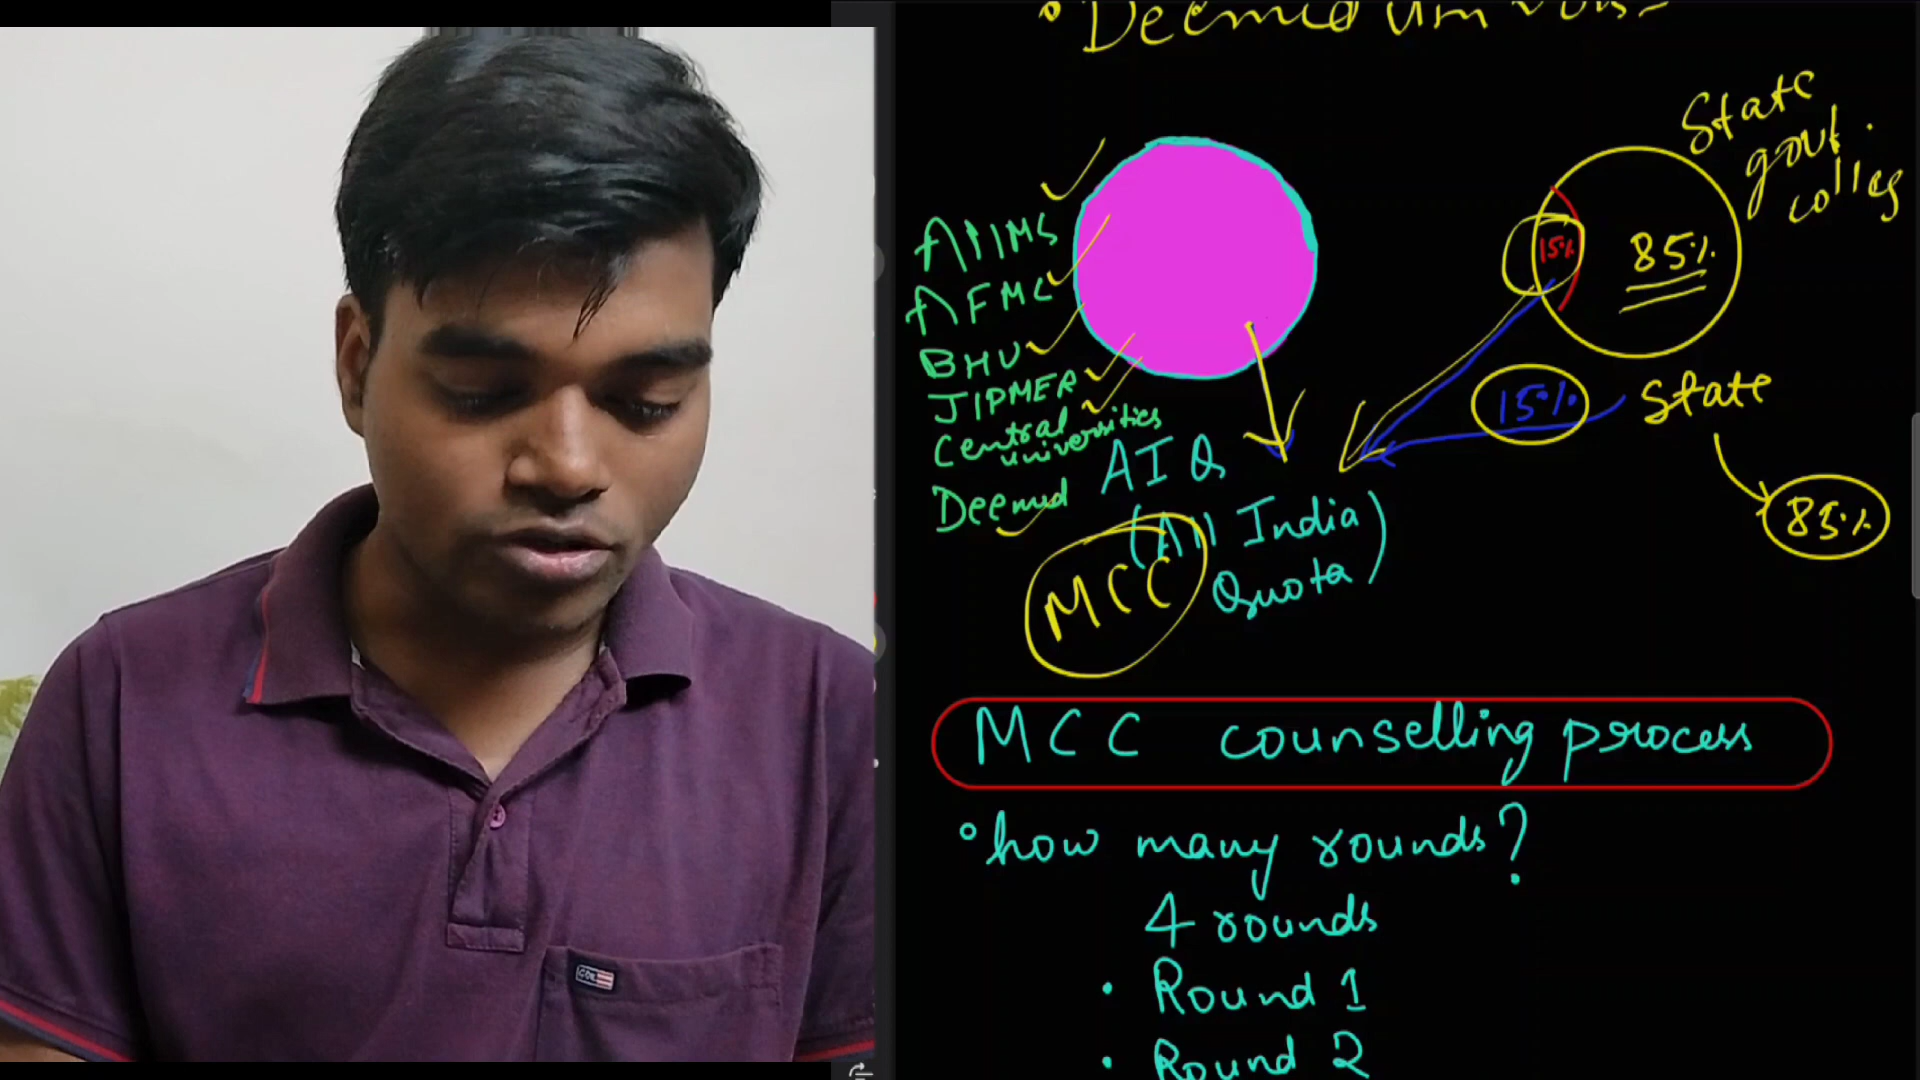 State
govt.
15%
85%
AIIMS
AFMC
BHU
JIPMER
Central
universities
Deemed
15%
State
85%
AIQ
(All India
Quota)
MCC
MCC counselling process
how many rounds?
4 rounds
Round 1
Round 2